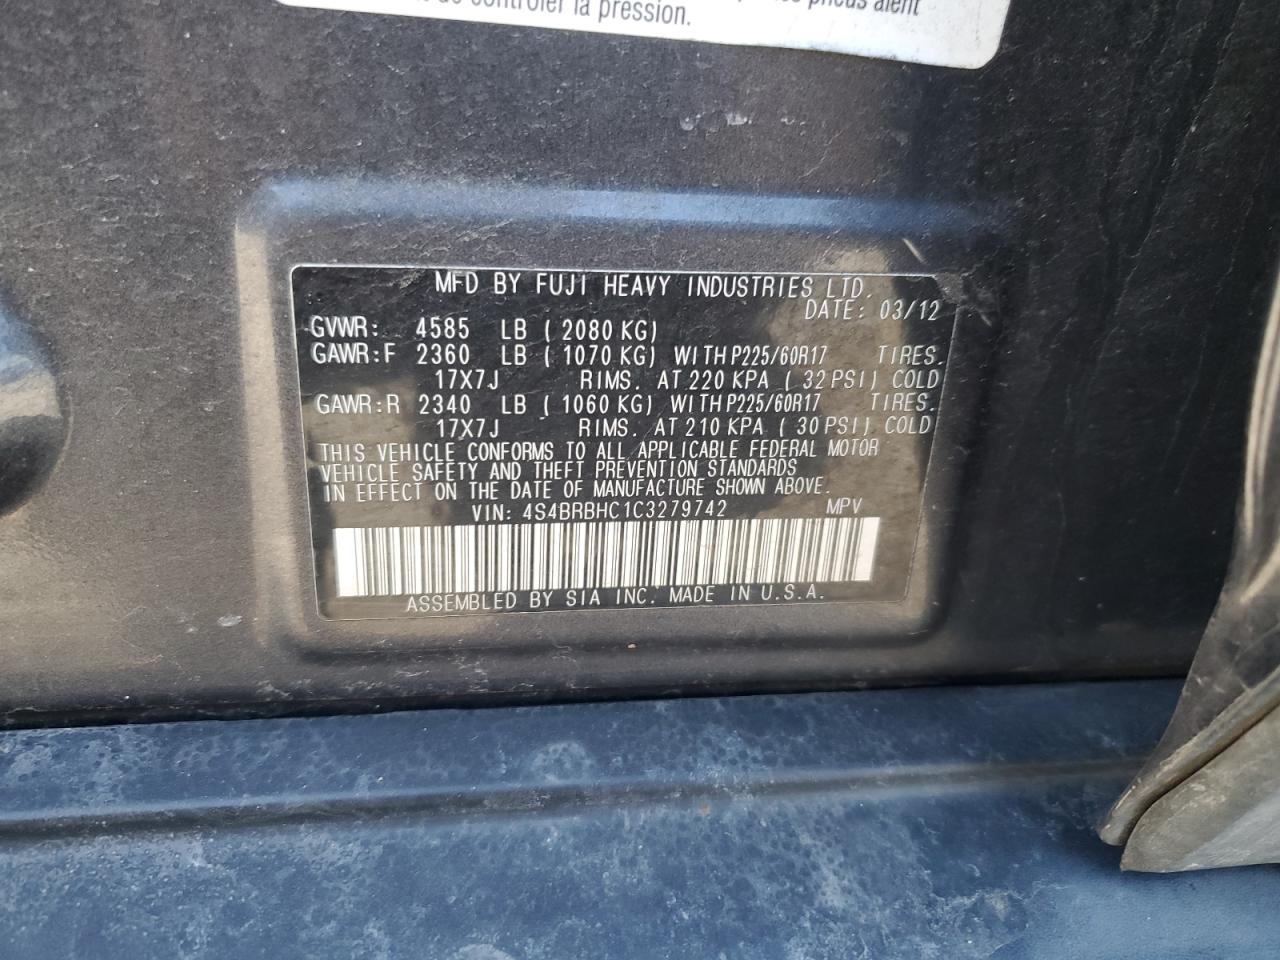 de contrôler la pression.
pneus aient
MFD BY FUJI HEAVY INDUSTRIES LTD.
DATE: 03/12
GVWR: 4585 LB ( 2080 KG)
GAWR:F 2360 LB ( 1070 KG) WITH P225/60R17 TIRES.
17X7J RIMS. AT 220 KPA ( 32 PSI) COLD
GAWR:R 2340 LB ( 1060 KG) WITH P225/60R17 TIRES.
17X7J RIMS. AT 210 KPA ( 30 PSI) COLD
THIS VEHICLE CONFORMS TO ALL APPLICABLE FEDERAL MOTOR
VEHICLE SAFETY AND THEFT PREVENTION STANDARDS
IN EFFECT ON THE DATE OF MANUFACTURE SHOWN ABOVE.
VIN: 4S4BRBHC1C3279742 MPV
ASSEMBLED BY SIA INC. MADE IN U.S.A.